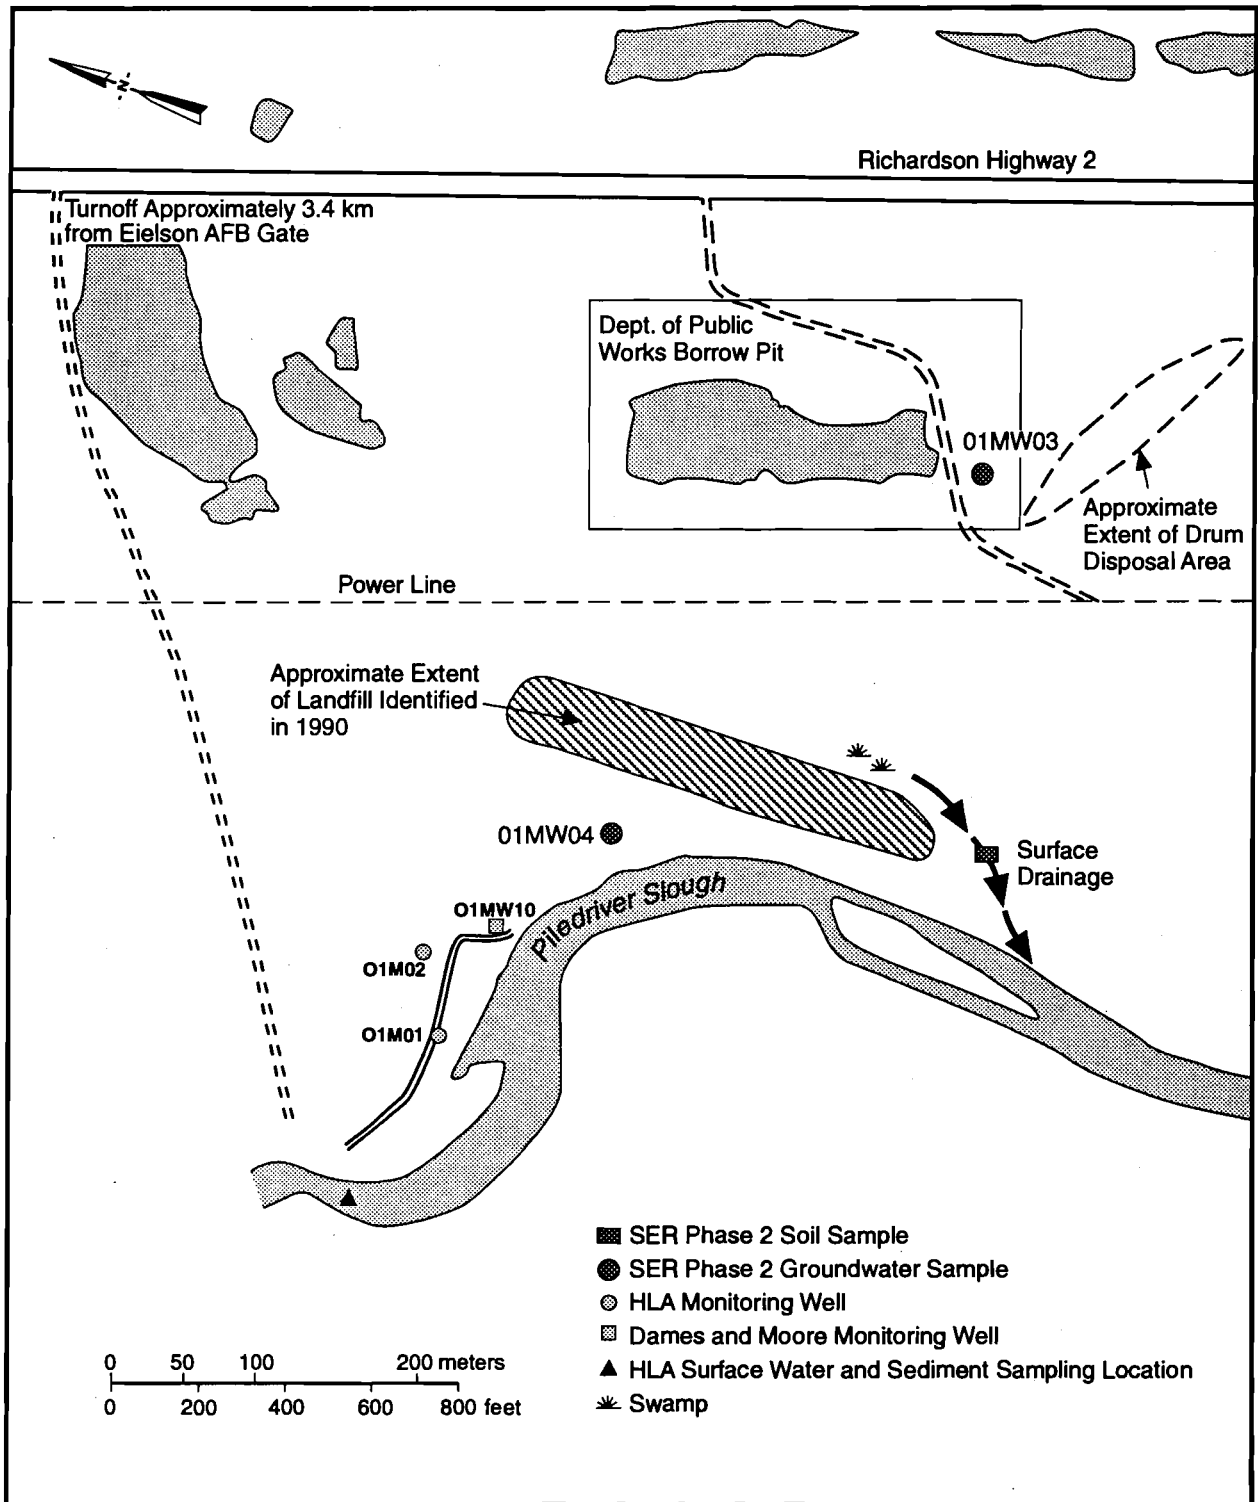 N
Richardson Highway 2
Turnoff Approximately 3.4 km
from Eielson AFB Gate
Dept. of Public
Works Borrow Pit
01MW03
Approximate
Extent of Drum
Disposal Area
Power Line
Approximate Extent
of Landfill Identified
in 1990
01MW04
Surface
Drainage
Piledriver Slough
O1MW10
O1M02
O1M01
SER Phase 2 Soil Sample
SER Phase 2 Groundwater Sample
HLA Monitoring Well
Dames and Moore Monitoring Well
HLA Surface Water and Sediment Sampling Location
Swamp
0 50 100 200 meters
0 200 400 600 800 feet